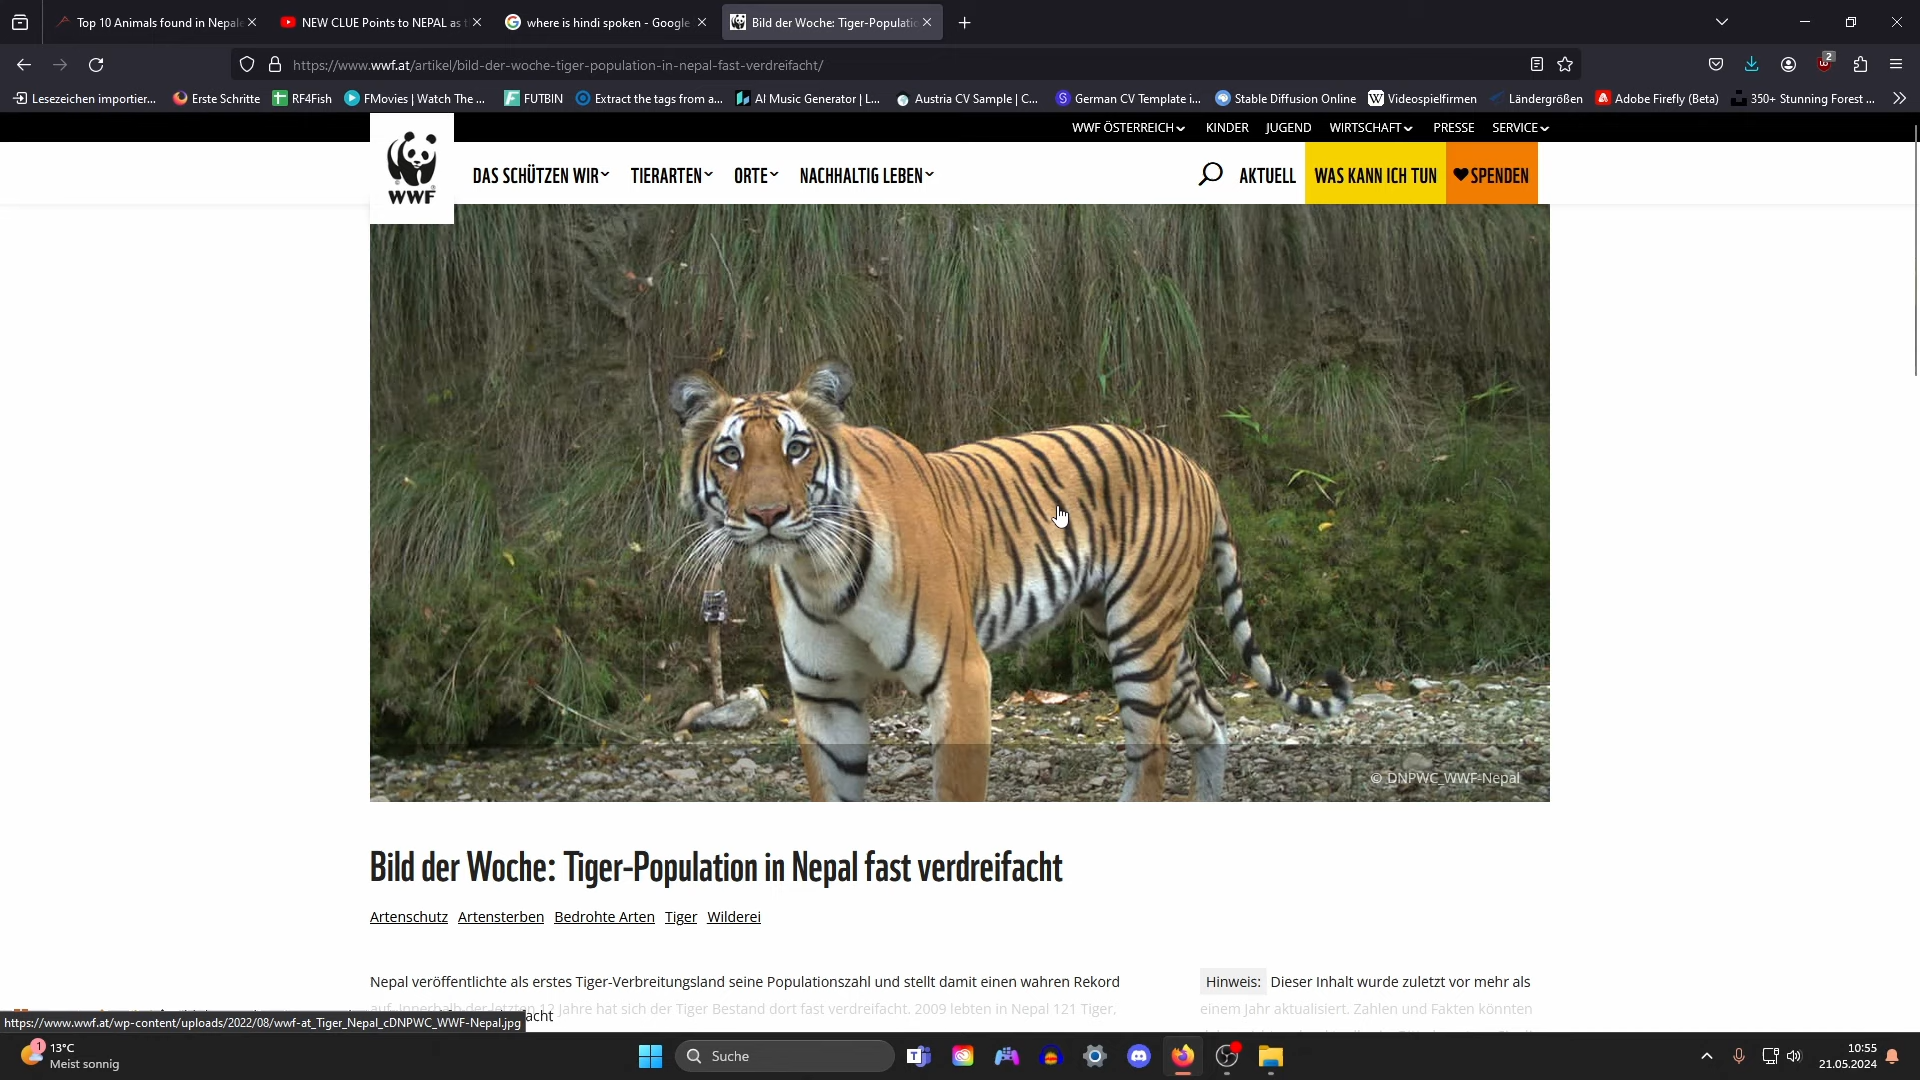 Top 10 Animals found in Nepal
NEW CLUE Points to NEPAL as
where is hindi spoken - Google
Bild der Woche: Tiger-Populatio
https://www.wwf.at/artikel/bild-der-woche-tiger-population-in-nepal-fast-verdreifacht/
2
Lesezeichen importier...
Erste Schritte
RF4Fish
FMovies | Watch The ...
FUTBIN
Extract the tags from a...
AI Music Generator | L...
Austria CV Sample | C...
German CV Template i...
Stable Diffusion Online
Videospielfirmen
Ländergrößen
Adobe Firefly (Beta)
350+ Stunning Forest ...
WWF ÖSTERREICH
KINDER
JUGEND
WIRTSCHAFT
PRESSE
SERVICE
WWF
DAS SCHÜTZEN WIR
TIERARTEN
ORTE
NACHHALTIG LEBEN
AKTUELL
WAS KANN ICH TUN
SPENDEN
© DNPWC_WWF-Nepal
Bild der Woche: Tiger-Population in Nepal fast verdreifacht
Artenschutz Artensterben Bedrohte Arten Tiger Wilderei
Nepal veröffentlichte als erstes Tiger-Verbreitungsland seine Populationszahl und stellt damit einen wahren Rekord
auf. Innerhalb der letzten 12 Jahre hat sich der Tiger Bestand dort fast verdreifacht. 2009 lebten in Nepal 121 Tiger,
Hinweis: Dieser Inhalt wurde zuletzt vor mehr als
einem Jahr aktualisiert. Zahlen und Fakten könnten
https://www.wwf.at/wp-content/uploads/2022/08/wwf-at_Tiger_Nepal_cDNPWC_WWF-Nepal.jpg
1
13°C
Meist sonnig
Suche
10:55
21.05.2024